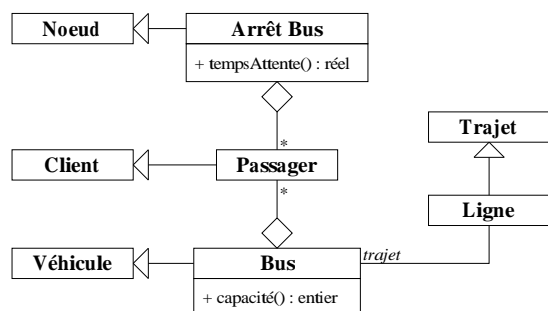 Noeud
Arrêt Bus
+ tempsAttente() : réel
*
Trajet
Client
Passager
*
Ligne
Véhicule
Bus
trajet
+ capacité() : entier